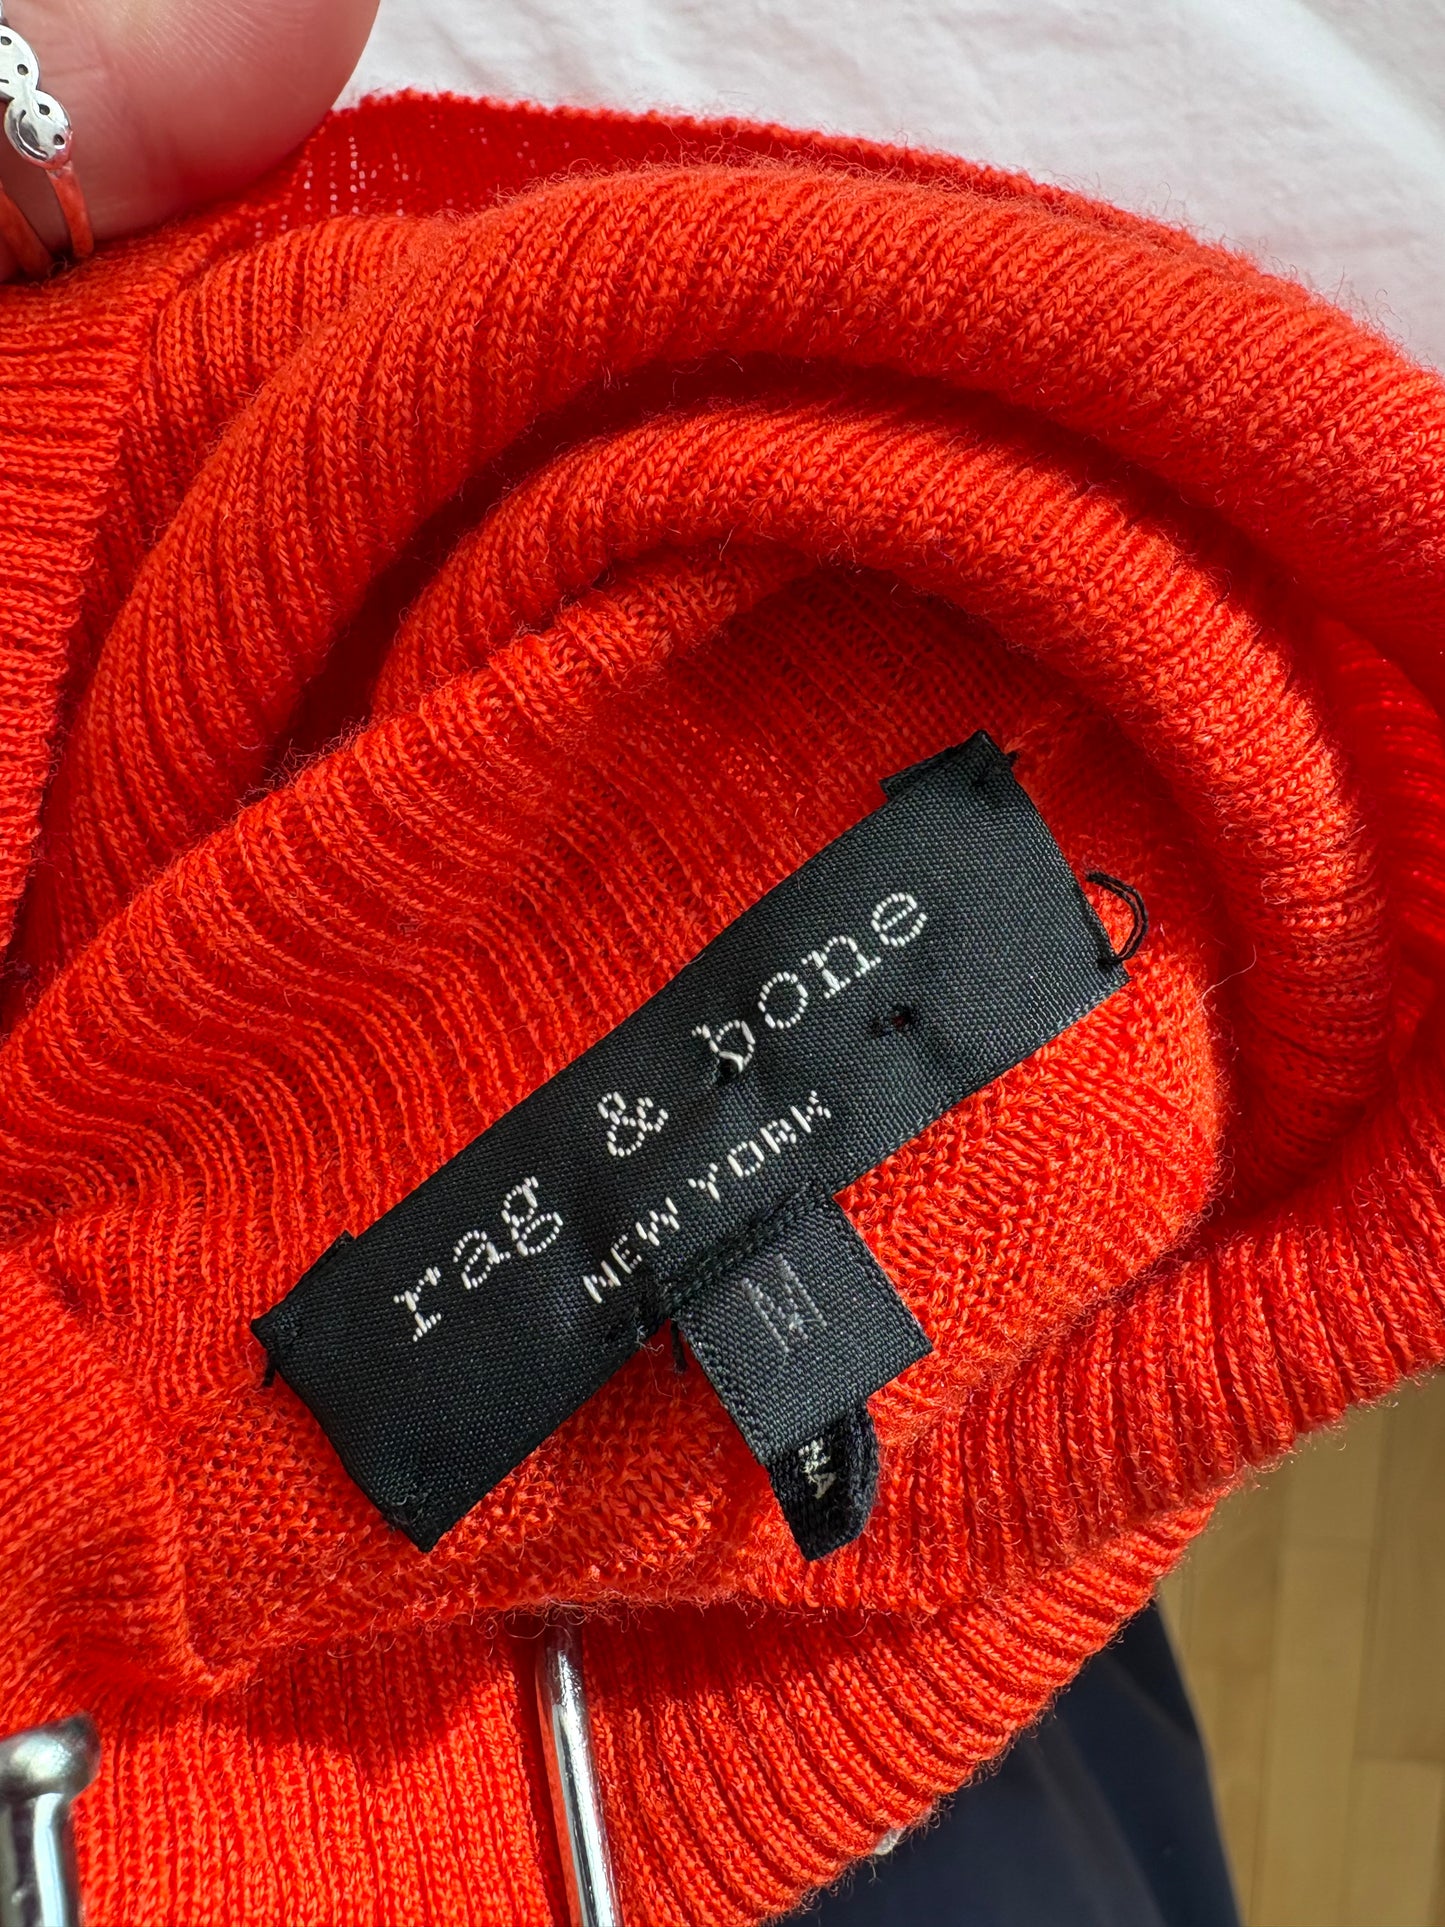 rag & bone
NEW YORK
M